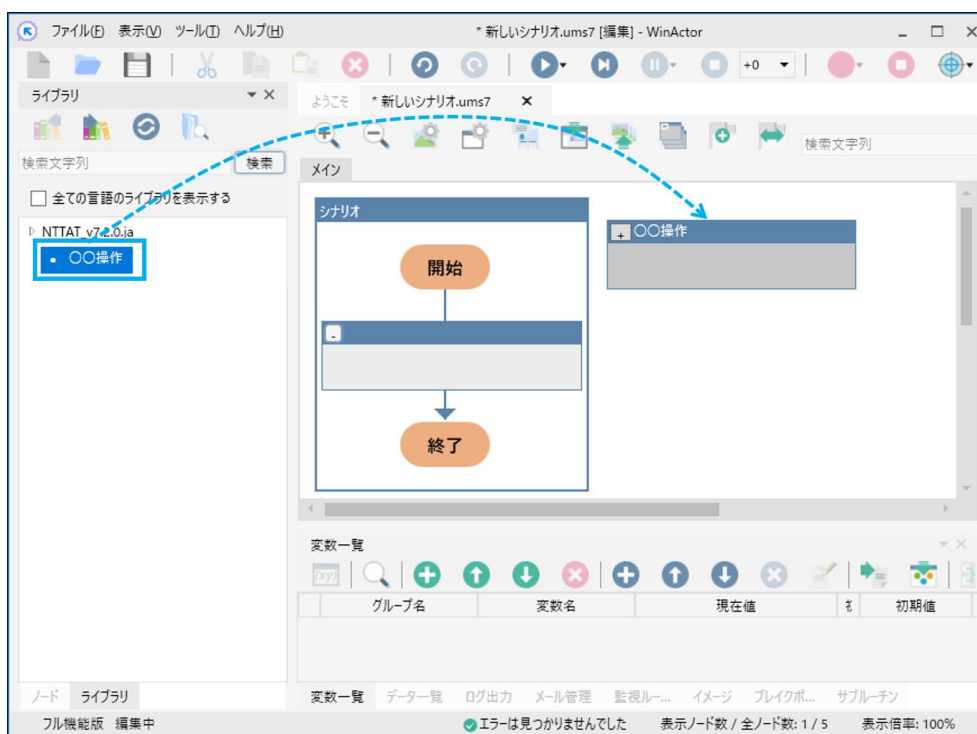 ファイル(F) 表示(V) ツール(T) ヘルプ(H) * 新しいシナリオ.ums7 [編集] - WinActor
+0
ライブラリ
ようこそ * 新しいシナリオ.ums7
検索文字列 検索
検索文字列
メイン
全ての言語のライブラリを表示する
シナリオ
NTTAT_v7.2.0.ja
〇〇操作
〇〇操作
開始
終了
変数一覧
グループ名 変数名 現在値 初期値
ノード ライブラリ
変数一覧 データ一覧 ログ出力 メール管理 監視ルー... イメージ ブレイクポ... サブルーチン
フル機能版 編集中 エラーは見つかりませんでした 表示ノード数 / 全ノード数: 1 / 5 表示倍率: 100%